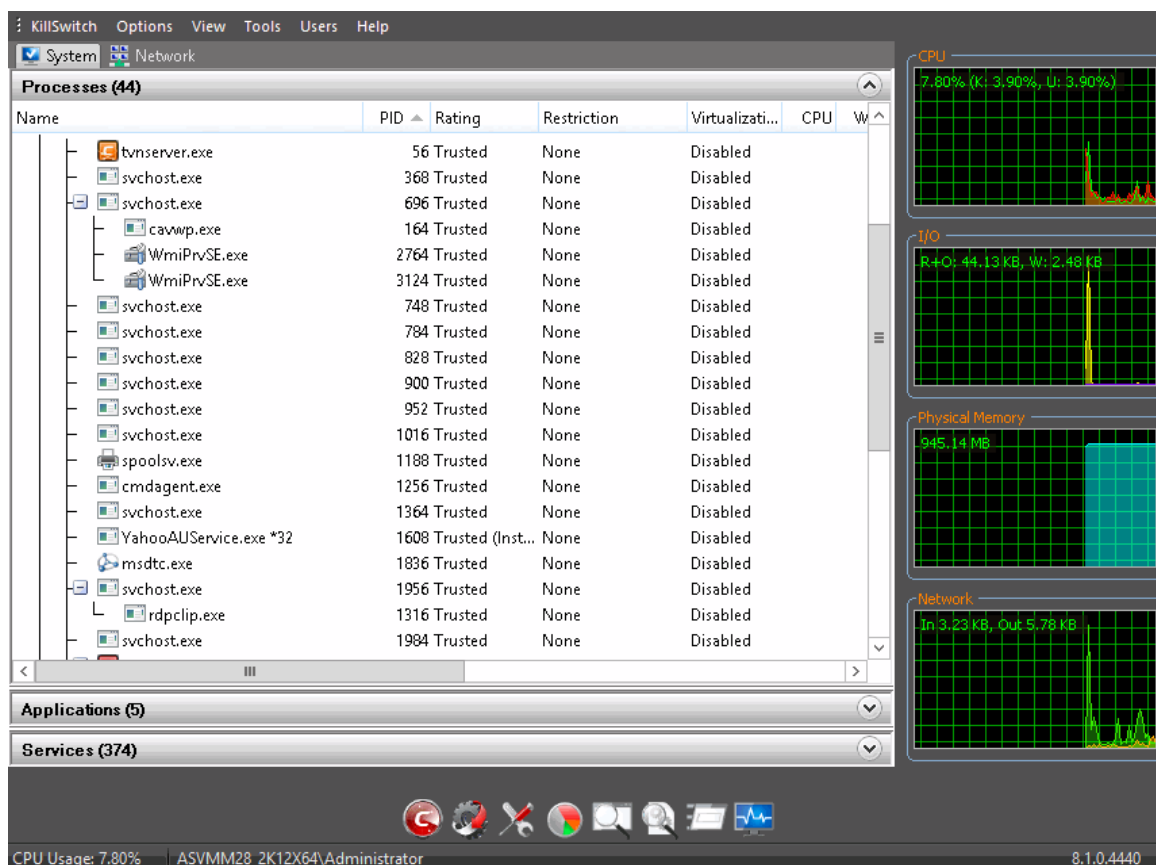 KillSwitch Options View Tools Users Help
System Network
Processes (44)
Name PID Rating Restriction Virtualizati... CPU W
tvnserver.exe 56 Trusted None Disabled
svchost.exe 368 Trusted None Disabled
svchost.exe 696 Trusted None Disabled
cavwp.exe 164 Trusted None Disabled
WmiPrvSE.exe 2764 Trusted None Disabled
WmiPrvSE.exe 3124 Trusted None Disabled
svchost.exe 748 Trusted None Disabled
svchost.exe 784 Trusted None Disabled
svchost.exe 828 Trusted None Disabled
svchost.exe 900 Trusted None Disabled
svchost.exe 952 Trusted None Disabled
svchost.exe 1016 Trusted None Disabled
spoolsv.exe 1188 Trusted None Disabled
cmdagent.exe 1256 Trusted None Disabled
svchost.exe 1364 Trusted None Disabled
YahooAUService.exe *32 1608 Trusted (Inst... None Disabled
msdtc.exe 1836 Trusted None Disabled
svchost.exe 1956 Trusted None Disabled
rdpclip.exe 1316 Trusted None Disabled
svchost.exe 1984 Trusted None Disabled
Applications (5)
Services (374)
CPU
7.80% (K: 3.90%, U: 3.90%)
I/O
R+O: 44.13 KB, W: 2.48 KB
Physical Memory
945.14 MB
Network
In 3.23 KB, Out 5.78 KB
CPU Usage: 7.80% ASVMM28_2K12X64\Administrator 8.1.0.4440